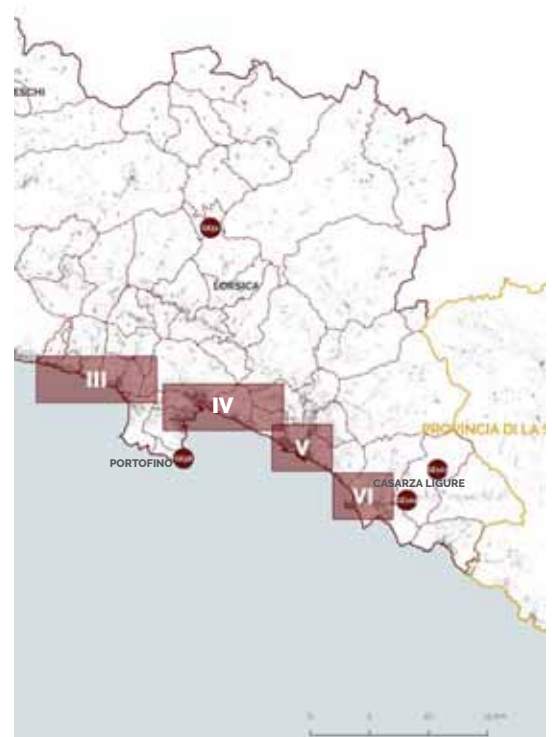 ESCHI
LORSICA
III
IV
V
PROVINCIA DI LA S
PORTOFINO
CASARZA LIGURE
VI